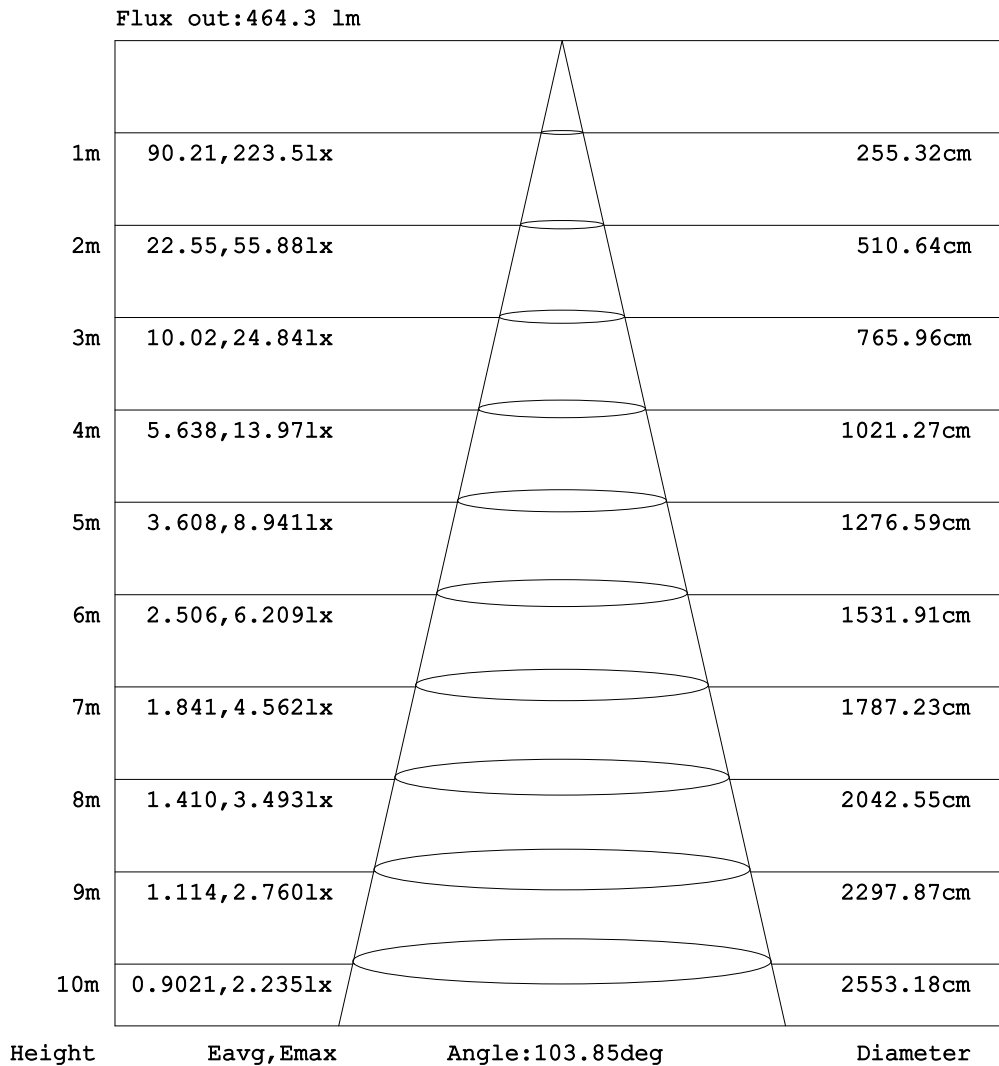 Flux out:464.3 lm
1m 90.21,223.5lx 255.32cm
2m 22.55,55.88lx 510.64cm
3m 10.02,24.84lx 765.96cm
4m 5.638,13.97lx 1021.27cm
5m 3.608,8.941lx 1276.59cm
6m 2.506,6.209lx 1531.91cm
7m 1.841,4.562lx 1787.23cm
8m 1.410,3.493lx 2042.55cm
9m 1.114,2.760lx 2297.87cm
10m 0.9021,2.235lx 2553.18cm
Height Eavg,Emax Angle:103.85deg Diameter